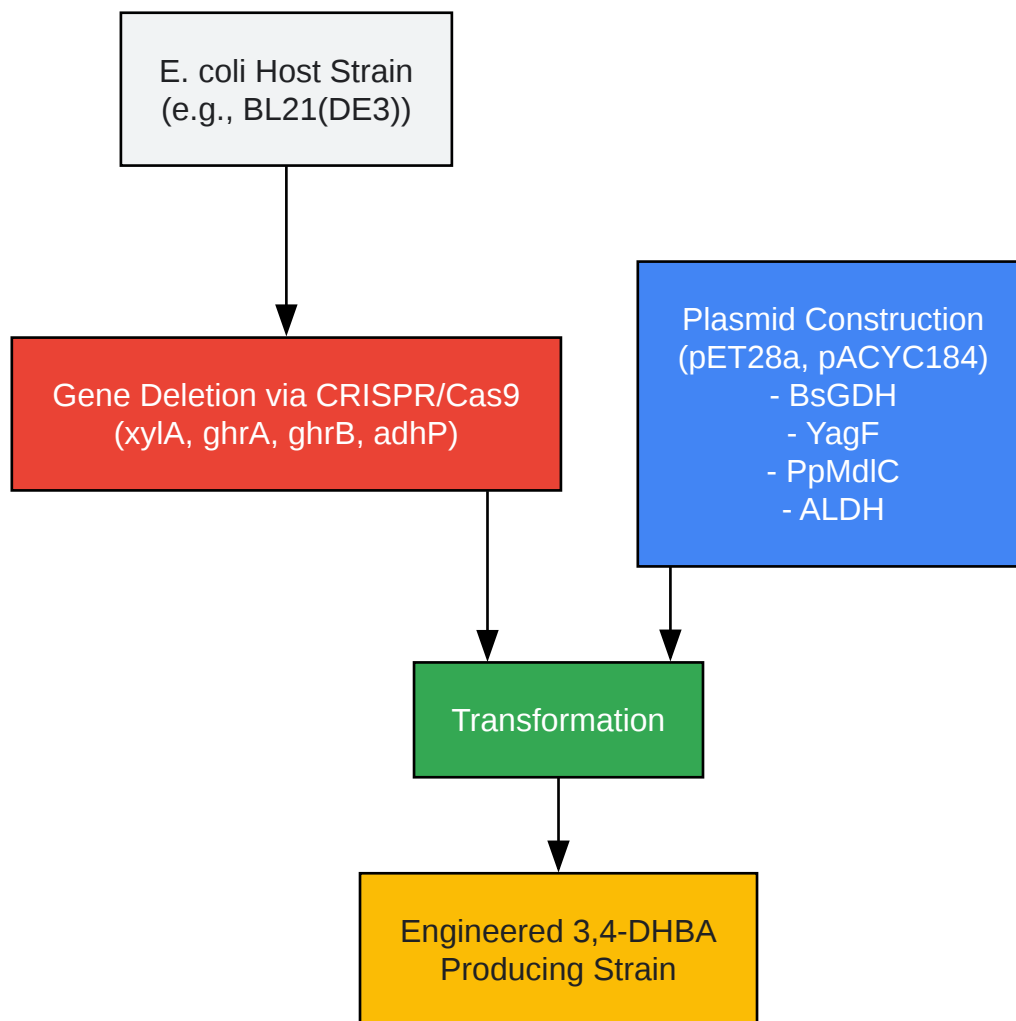 E. coli Host Strain
(e.g., BL21(DE3))
Gene Deletion via CRISPR/Cas9
(xylA, ghrA, ghrB, adhP)
Plasmid Construction
(pET28a, pACYC184)
- BsGDH
- YagF
- PpMdlC
- ALDH
Transformation
Engineered 3,4-DHBA
Producing Strain